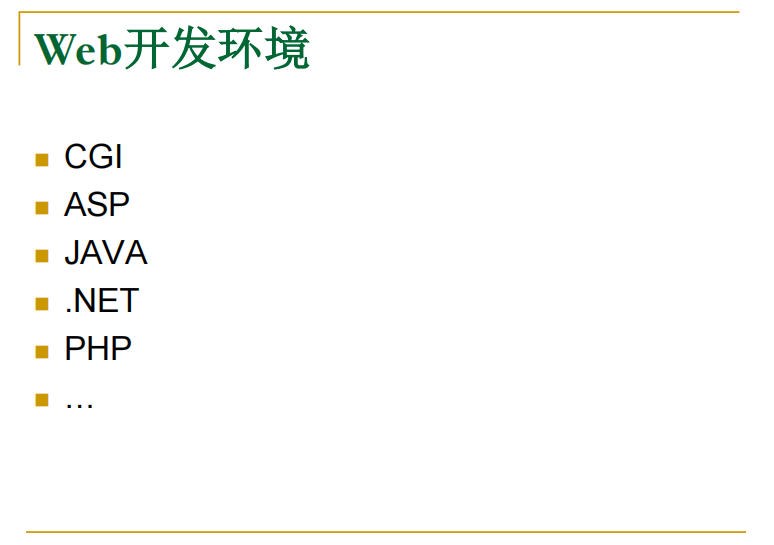 Web开发环境
CGI
ASP
JAVA
.NET
PHP
…